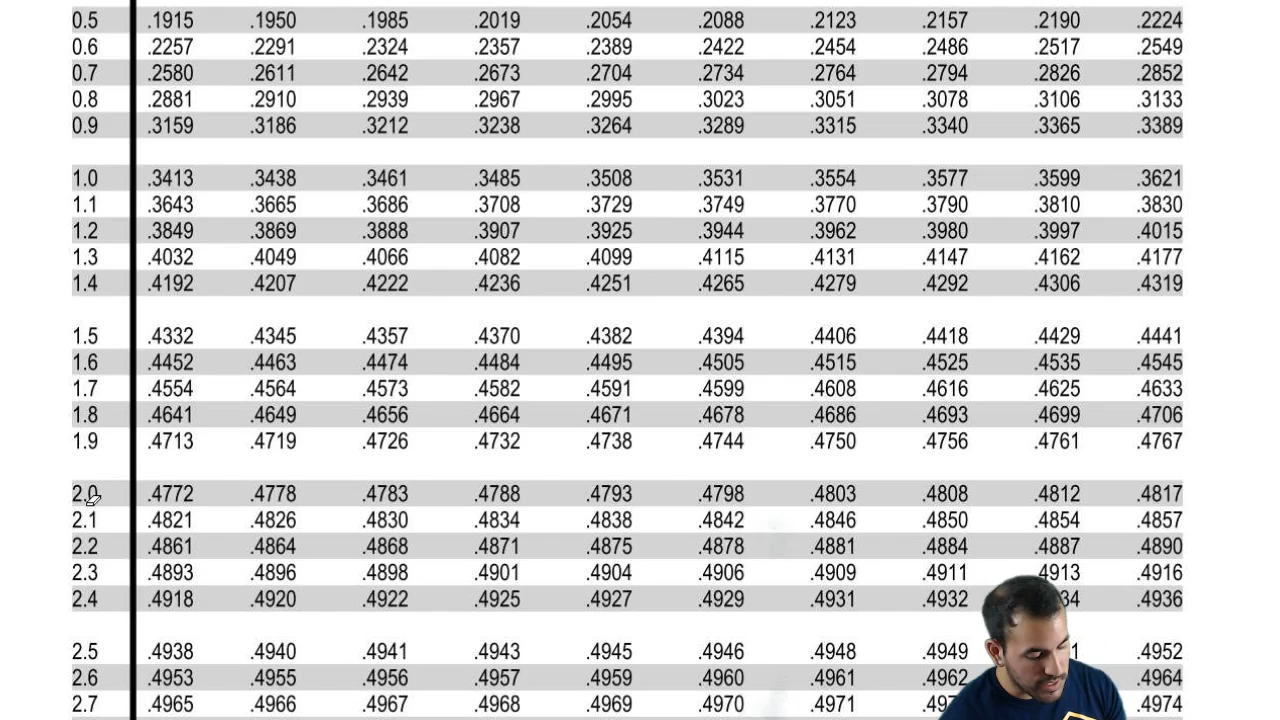 0.5 .1915 .1950 .1985 .2019 .2054 .2088 .2123 .2157 .2190 .2224
0.6 .2257 .2291 .2324 .2357 .2389 .2422 .2454 .2486 .2517 .2549
0.7 .2580 .2611 .2642 .2673 .2704 .2734 .2764 .2794 .2826 .2852
0.8 .2881 .2910 .2939 .2967 .2995 .3023 .3051 .3078 .3106 .3133
0.9 .3159 .3186 .3212 .3238 .3264 .3289 .3315 .3340 .3365 .3389
1.0 .3413 .3438 .3461 .3485 .3508 .3531 .3554 .3577 .3599 .3621
1.1 .3643 .3665 .3686 .3708 .3729 .3749 .3770 .3790 .3810 .3830
1.2 .3849 .3869 .3888 .3907 .3925 .3944 .3962 .3980 .3997 .4015
1.3 .4032 .4049 .4066 .4082 .4099 .4115 .4131 .4147 .4162 .4177
1.4 .4192 .4207 .4222 .4236 .4251 .4265 .4279 .4292 .4306 .4319
1.5 .4332 .4345 .4357 .4370 .4382 .4394 .4406 .4418 .4429 .4441
1.6 .4452 .4463 .4474 .4484 .4495 .4505 .4515 .4525 .4535 .4545
1.7 .4554 .4564 .4573 .4582 .4591 .4599 .4608 .4616 .4625 .4633
1.8 .4641 .4649 .4656 .4664 .4671 .4678 .4686 .4693 .4699 .4706
1.9 .4713 .4719 .4726 .4732 .4738 .4744 .4750 .4756 .4761 .4767
2.0 .4772 .4778 .4783 .4788 .4793 .4798 .4803 .4808 .4812 .4817
2.1 .4821 .4826 .4830 .4834 .4838 .4842 .4846 .4850 .4854 .4857
2.2 .4861 .4864 .4868 .4871 .4875 .4878 .4881 .4884 .4887 .4890
2.3 .4893 .4896 .4898 .4901 .4904 .4906 .4909 .4911 .4913 .4916
2.4 .4918 .4920 .4922 .4925 .4927 .4929 .4931 .4932 .4936
2.5 .4938 .4940 .4941 .4943 .4945 .4946 .4948 .4949 .4952
2.6 .4953 .4955 .4956 .4957 .4959 .4960 .4961 .4962 .4964
2.7 .4965 .4966 .4967 .4968 .4969 .4970 .4971 .4974